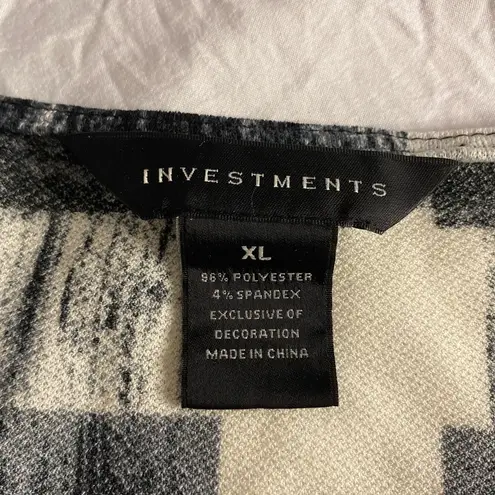 INVESTMENTS
XL
96% POLYESTER
4% SPANDEX
EXCLUSIVE OF
DECORATION
MADE IN CHINA